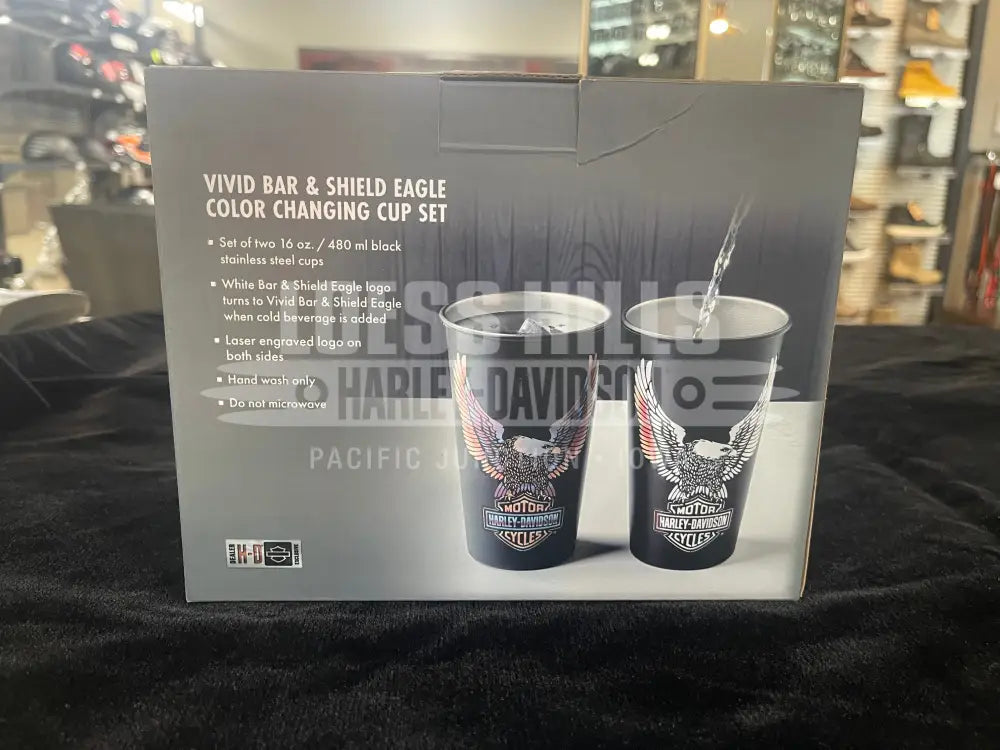 VIVID BAR & SHIELD EAGLE
COLOR CHANGING CUP SET
▪ Set of two 16 oz. / 480 ml black
stainless steel cups
▪ White Bar & Shield Eagle logo
turns to Vivid Bar & Shield Eagle
when cold beverage is added
▪ Laser engraved logo on
both sides
▪ Hand wash only
▪ Do not microwave
HILLS
HARLEY-DAVIDSON
PACIFIC
MOTOR
HARLEY-DAVIDSON
CYCLES
MOTOR
HARLEY-DAVIDSON
CYCLES
DEALER
H-D
EXCLUSIVE